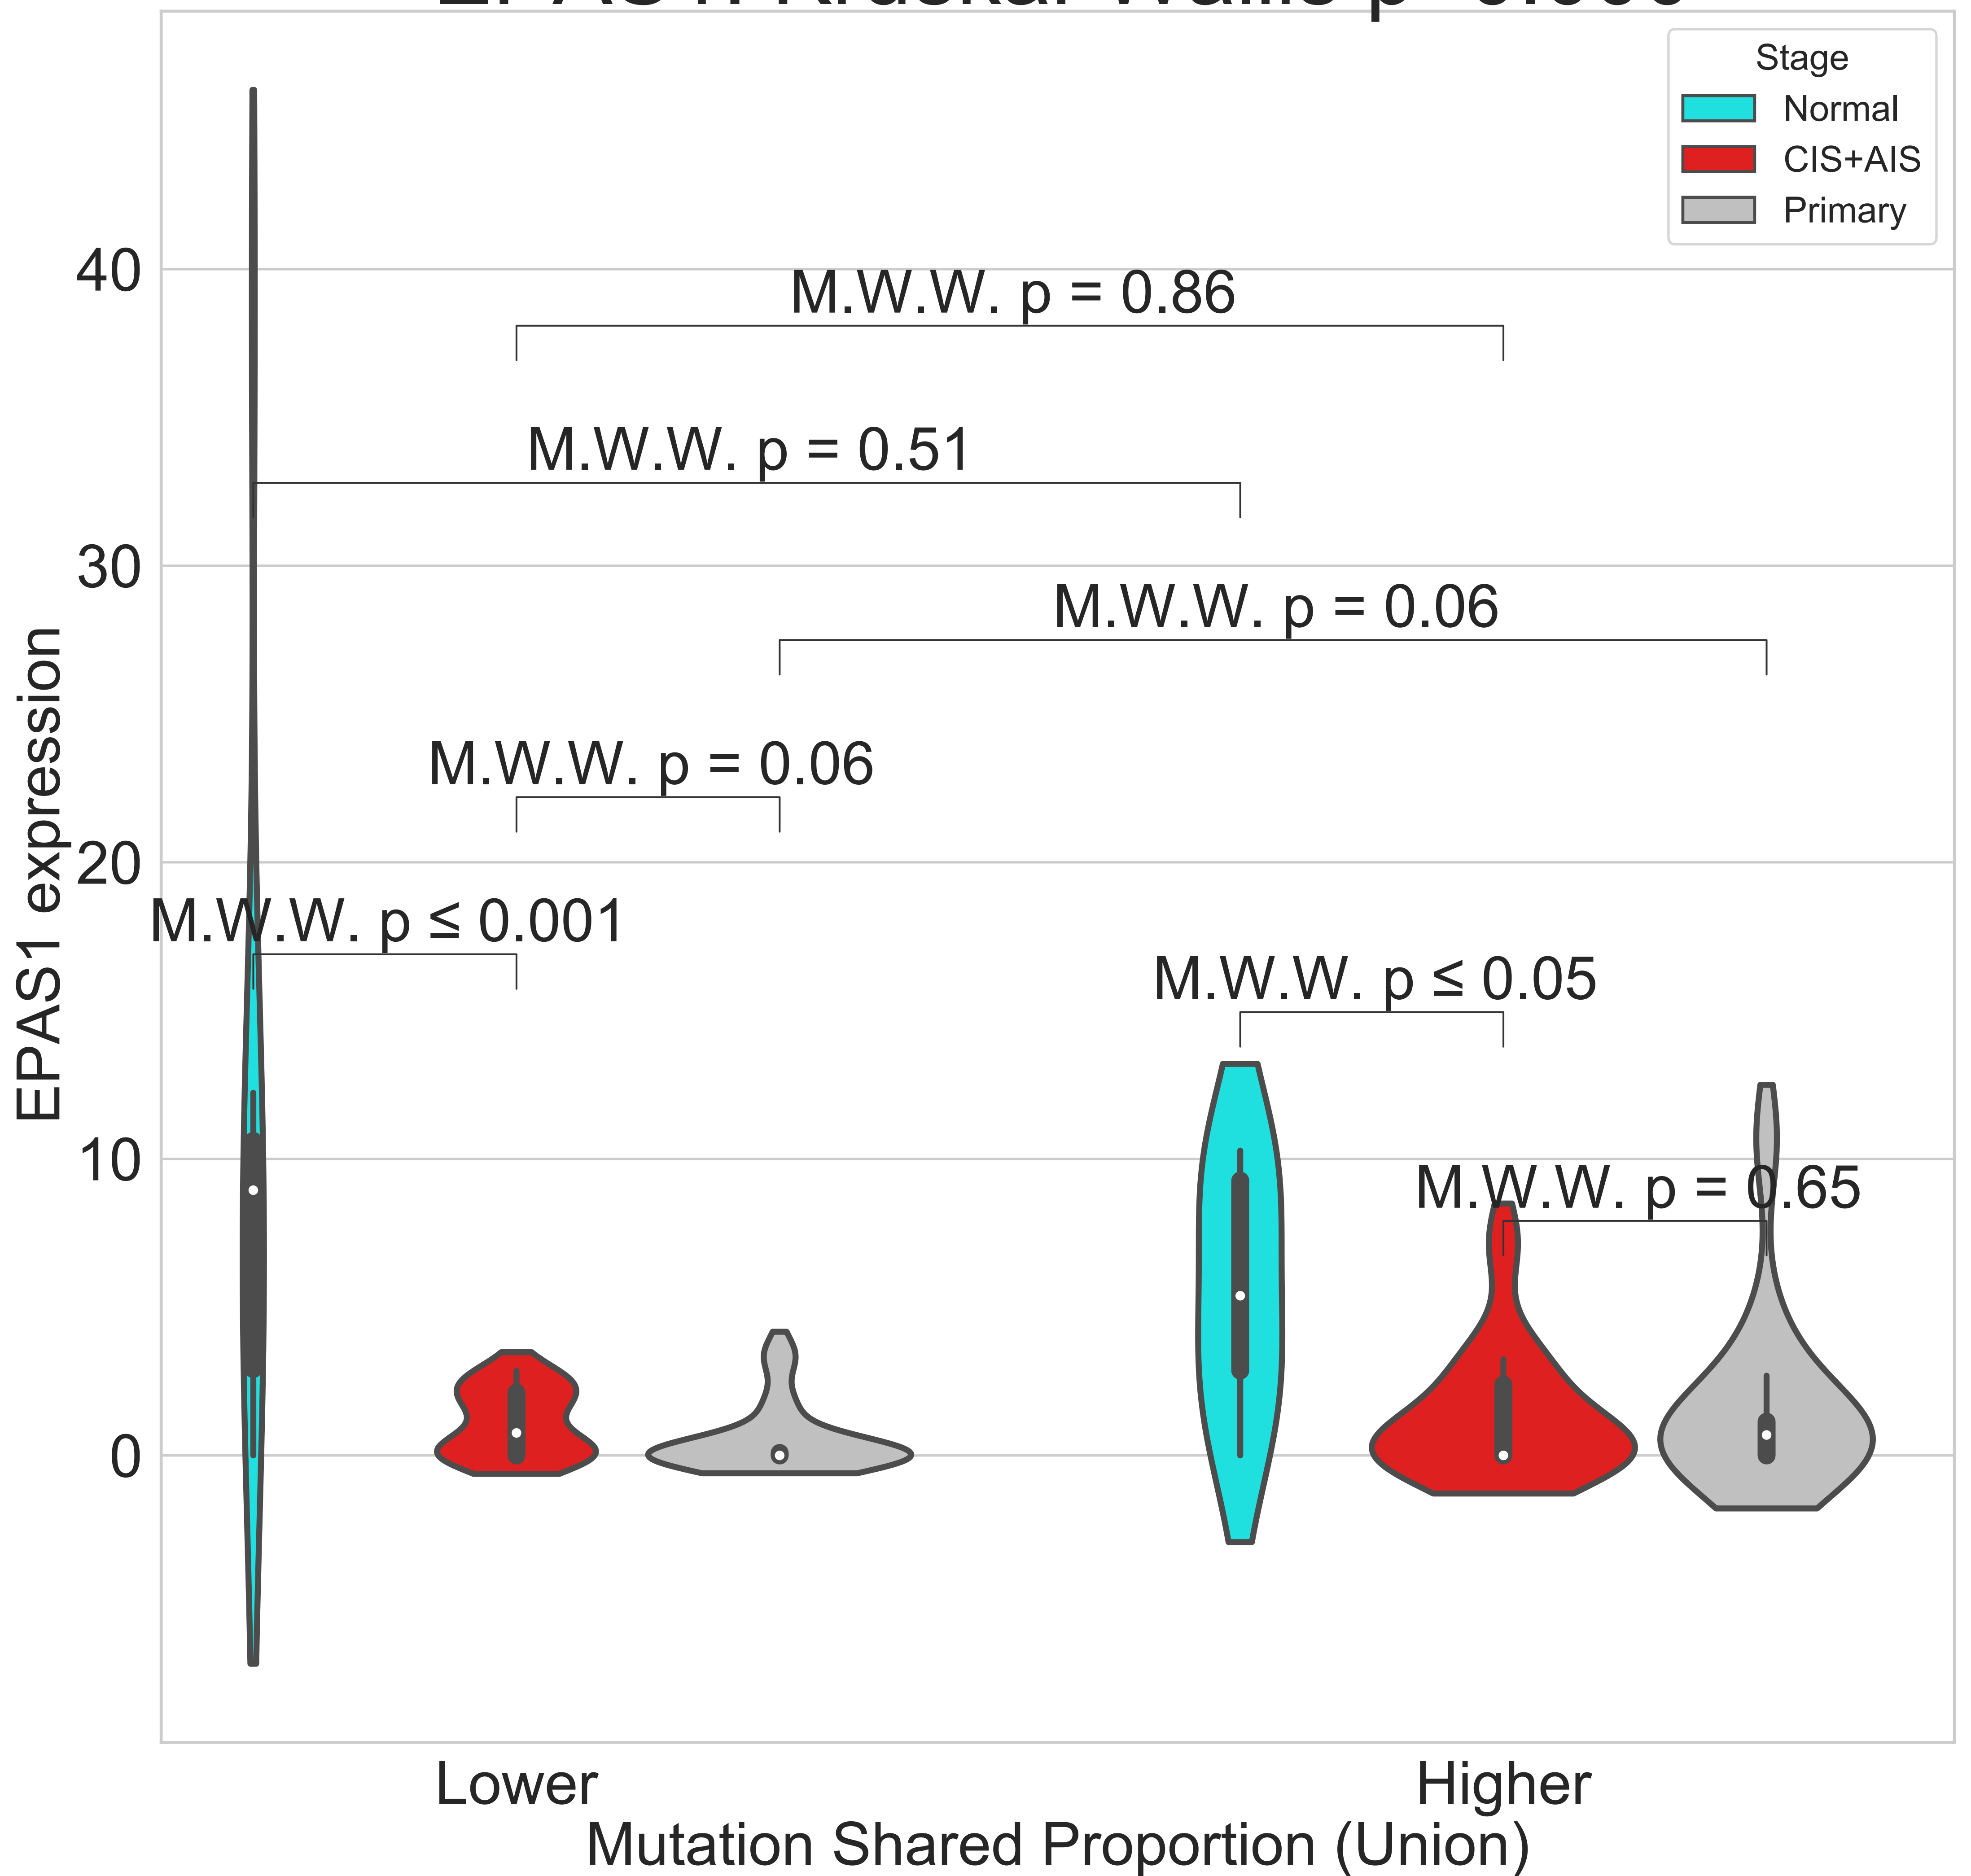 Stage
Normal
CIS+AIS
Primary
40
30
20
10
0
EPAS1 expression
M.W.W. p = 0.86
M.W.W. p = 0.51
M.W.W. p = 0.06
M.W.W. p = 0.06
M.W.W. p ≤ 0.001
M.W.W. p ≤ 0.05
M.W.W. p = 0.65
Lower
Higher
Mutation Shared Proportion (Union)